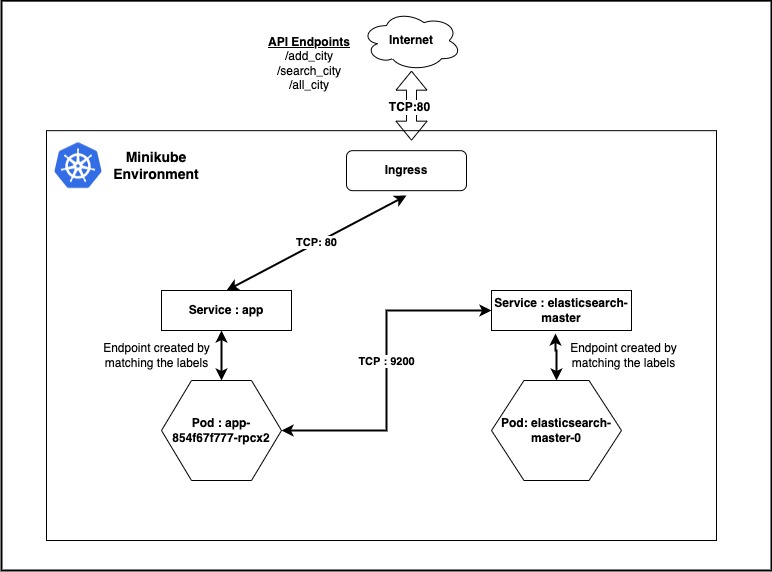 API Endpoints
/add_city
/search_city
/all_city
Internet
TCP:80
Minikube
Environment
Ingress
TCP: 80
Service : app
Service : elasticsearch-
master
Endpoint created by
matching the labels
TCP : 9200
Endpoint created by
matching the labels
Pod : app-
854f67f777-rpcx2
Pod: elasticsearch-
master-0